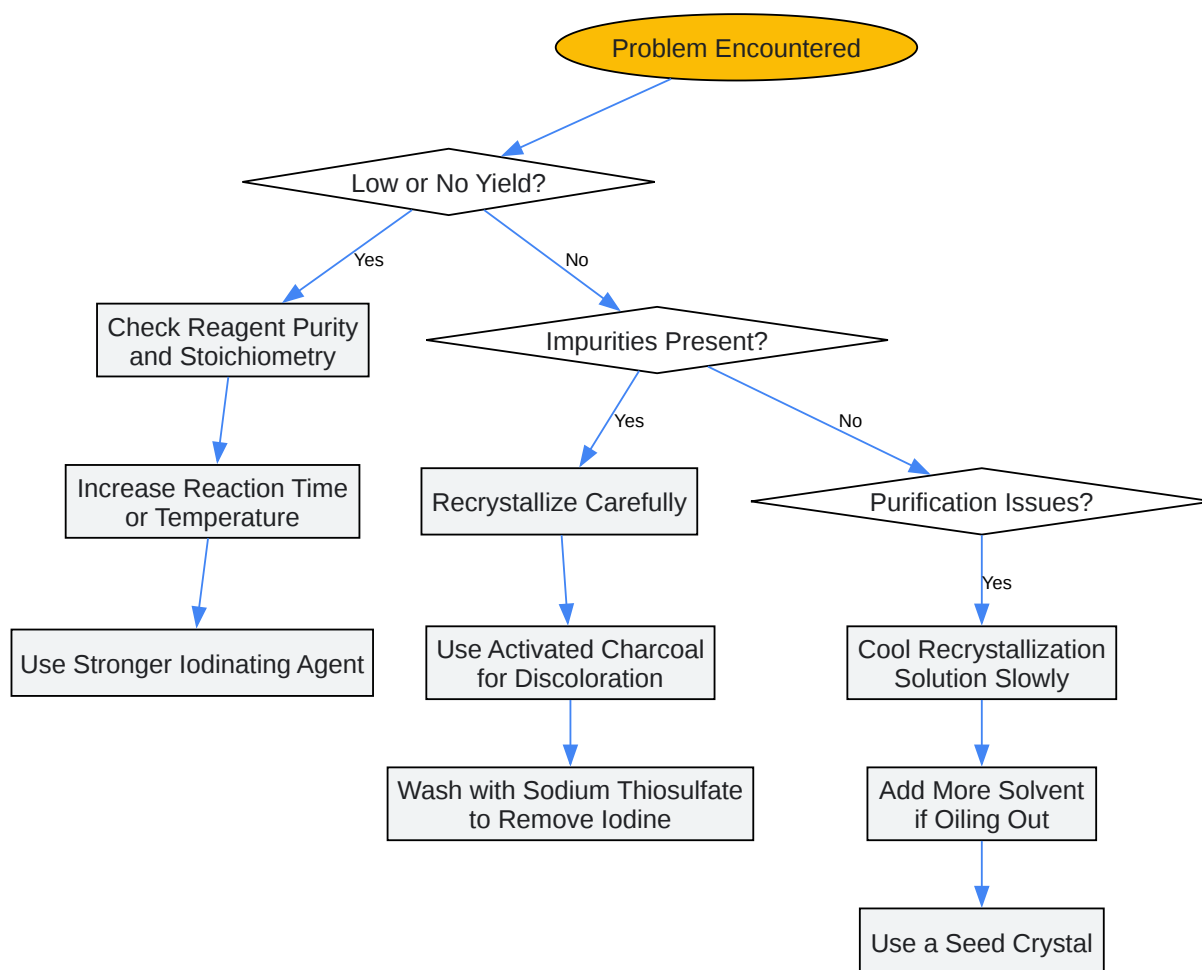 Problem Encountered
Low or No Yield?
Yes
No
Check Reagent Purity
and Stoichiometry
Impurities Present?
Yes
No
Increase Reaction Time
or Temperature
Recrystallize Carefully
Purification Issues?
Yes
Use Stronger Iodinating Agent
Use Activated Charcoal
for Discoloration
Cool Recrystallization
Solution Slowly
Wash with Sodium Thiosulfate
to Remove Iodine
Add More Solvent
if Oiling Out
Use a Seed Crystal